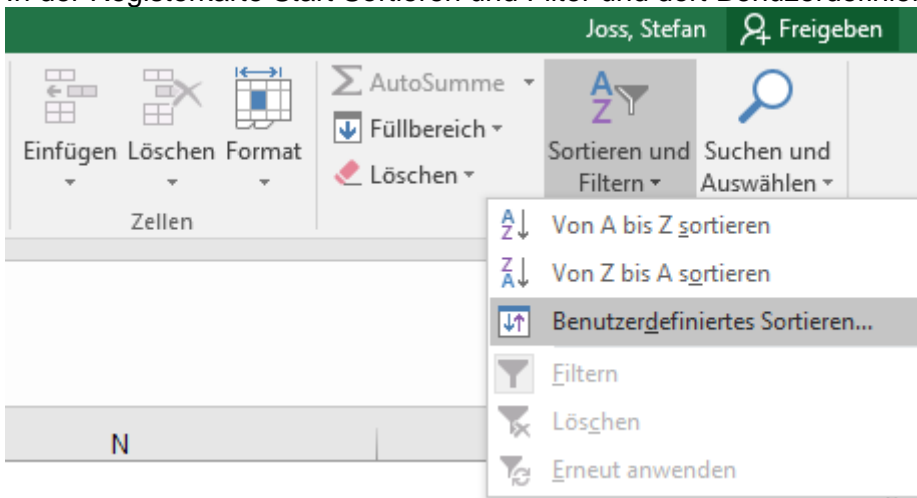 In der Registerkarte Start Sortieren und Filter und dort Benutzerdefinier
Joss, Stefan Freigeben
AutoSumme
Füllbereich
Löschen
Einfügen Löschen Format
Zellen
Sortieren und Filtern
Suchen und Auswählen
Von A bis Z sortieren
Von Z bis A sortieren
Benutzerdefiniertes Sortieren...
Filtern
Löschen
Erneut anwenden
N